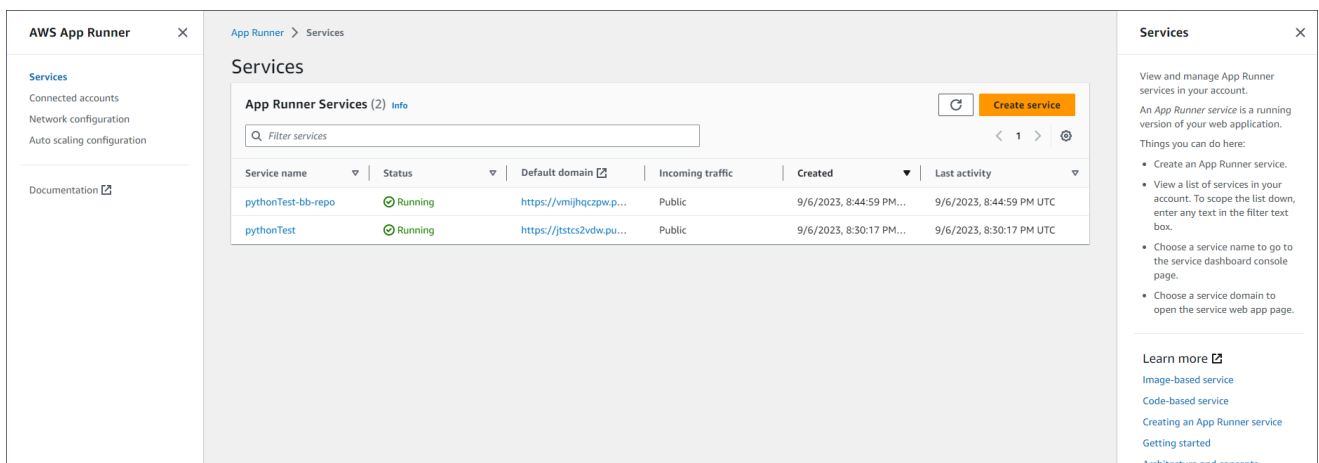 AWS App Runner
Services
Connected accounts
Network configuration
Auto scaling configuration
Documentation
App Runner > Services
Services
App Runner Services (2) Info
Create service
Filter services
1
Service name Status Default domain Incoming traffic Created Last activity
pythonTest-bb-repo Running https://vmijhqczpw.p... Public 9/6/2023, 8:44:59 PM... 9/6/2023, 8:44:59 PM UTC
pythonTest Running https://jtstcs2vdw.pu... Public 9/6/2023, 8:30:17 PM... 9/6/2023, 8:30:17 PM UTC
Services
View and manage App Runner
services in your account.
An App Runner service is a running
version of your web application.
Things you can do here:
• Create an App Runner service.
• View a list of services in your
account. To scope the list down,
enter any text in the filter text
box.
• Choose a service name to go to
the service dashboard console
page.
• Choose a service domain to
open the service web app page.
Learn more
Image-based service
Code-based service
Creating an App Runner service
Getting started
Architecture and concepts